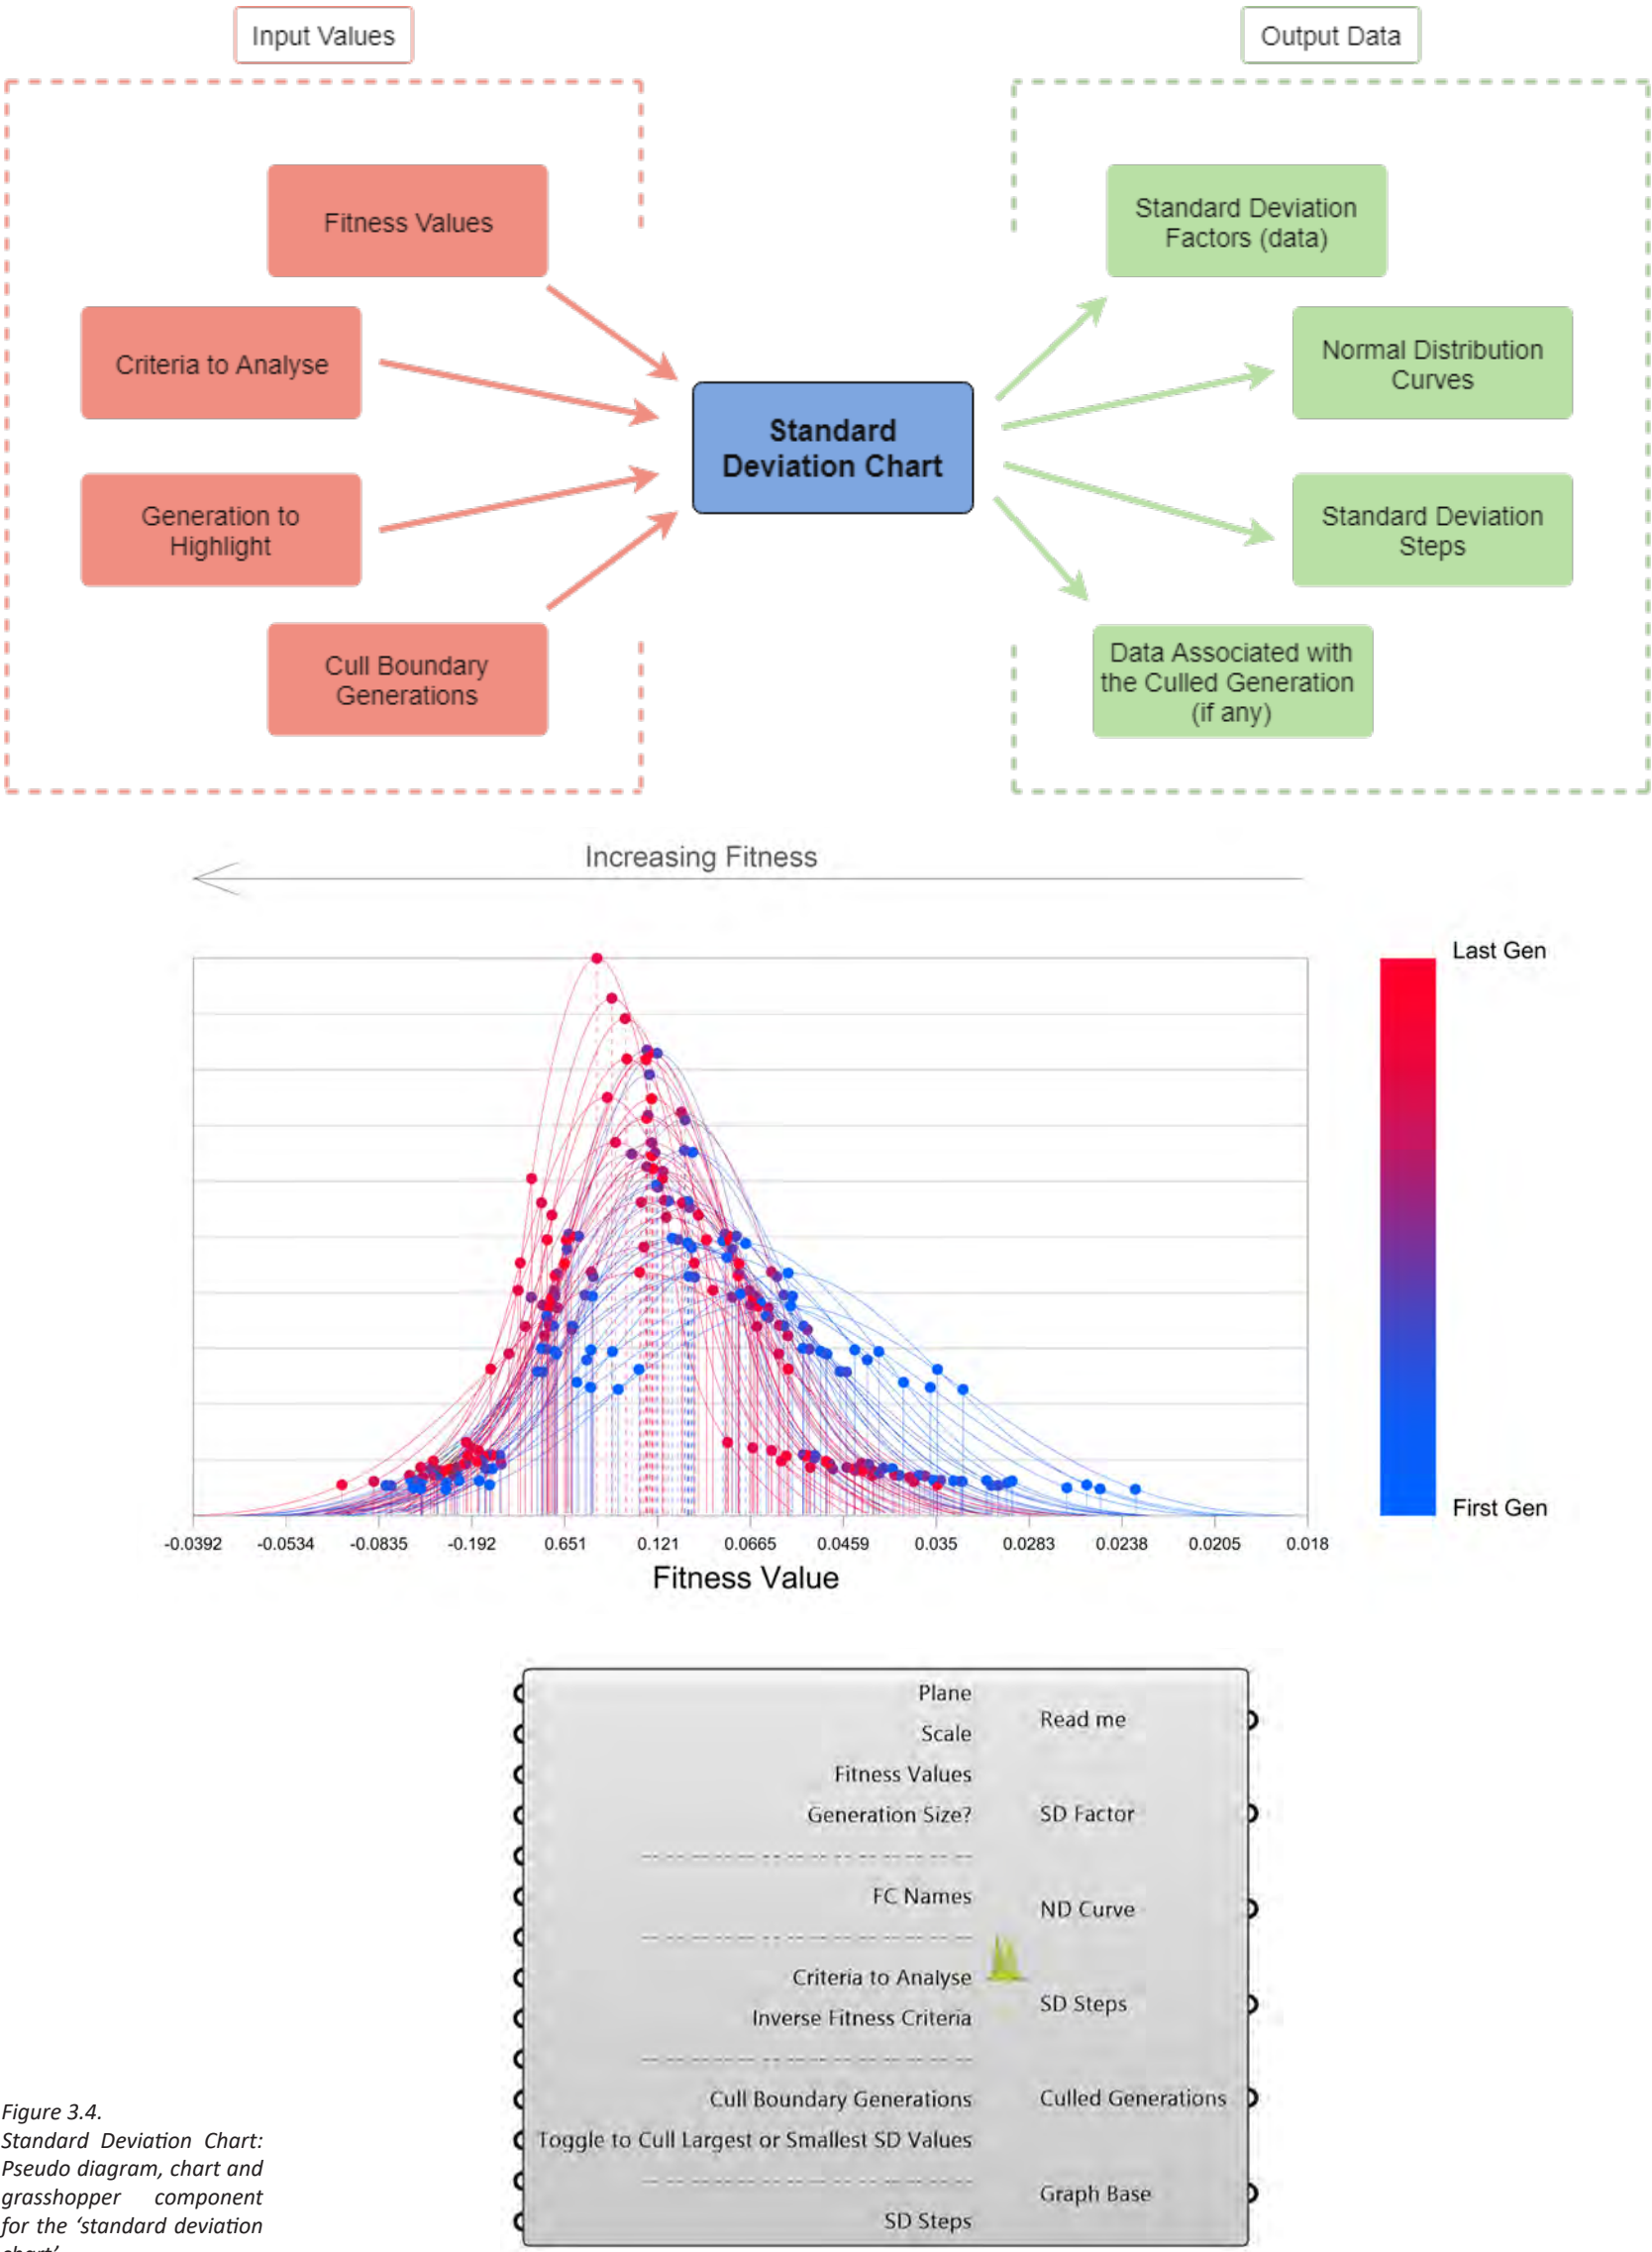 Input Values
Output Data
Fitness Values
Criteria to Analyse
Generation to
Highlight
Cull Boundary
Generations
Standard
Deviation Chart
Standard Deviation
Factors (data)
Normal Distribution
Curves
Standard Deviation
Steps
Data Associated with
the Culled Generation
(if any)
Increasing Fitness
Last Gen
First Gen
-0.0392 -0.0534 -0.0835 -0.192 0.651 0.121 0.0665 0.0459 0.035 0.0283 0.0238 0.0205 0.018
Fitness Value
Plane
Scale
Fitness Values
Generation Size?
FC Names
Criteria to Analyse
Inverse Fitness Criteria
Cull Boundary Generations
Toggle to Cull Largest or Smallest SD Values
SD Steps
Read me
SD Factor
ND Curve
SD Steps
Culled Generations
Graph Base
Figure 3.4.
Standard Deviation Chart:
Pseudo diagram, chart and
grasshopper component
for the ‘standard deviation
chart’